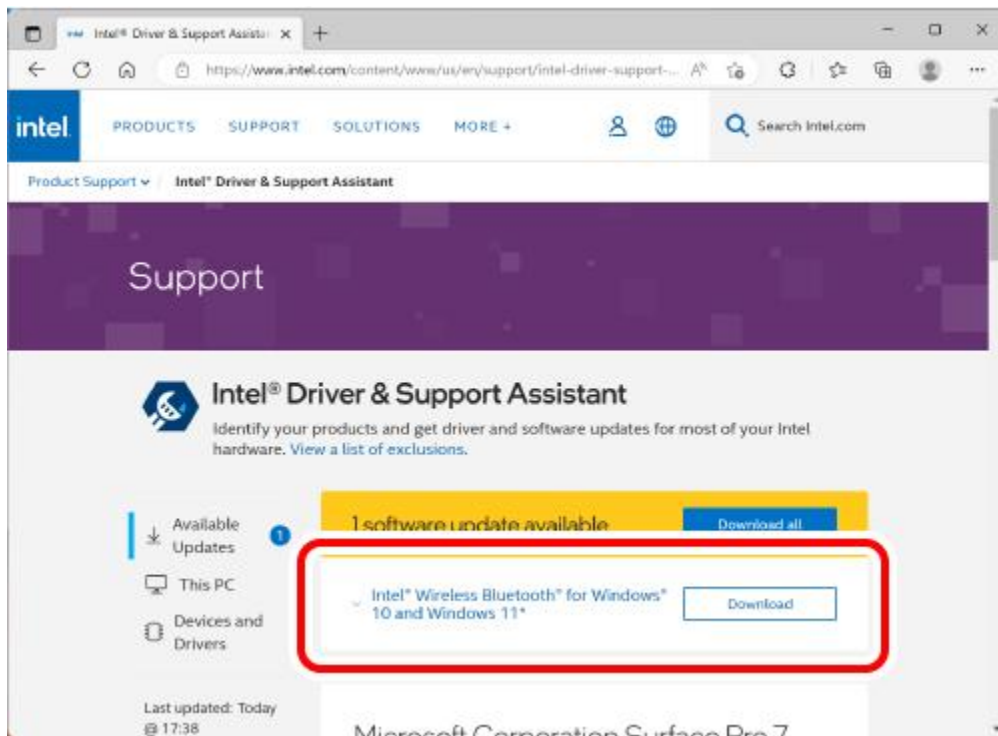 Intel® Driver & Support Assista
https://www.intel.com/content/www/us/en/support/intel-driver-support-...
intel
PRODUCTS SUPPORT SOLUTIONS MORE +
Search Intel.com
Product Support / Intel® Driver & Support Assistant
Support
Intel® Driver & Support Assistant
Identify your products and get driver and software updates for most of your Intel
hardware. View a list of exclusions.
Available
Updates
1
This PC
Devices and
Drivers
Last updated: Today
@ 17:38
1 software update available
Download all
Intel® Wireless Bluetooth® for Windows*
10 and Windows 11*
Download
Microsoft Corporation Surface Pro 7